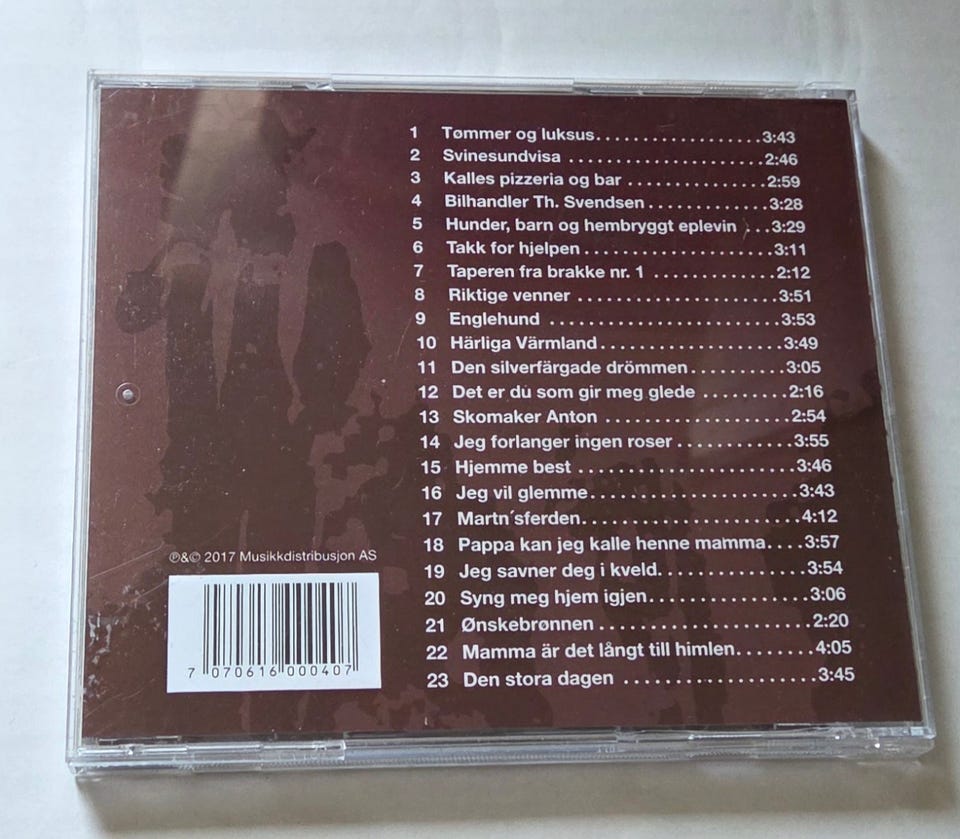 1 Tømmer og luksus..................3:43
2 Svinesundvisa .....................2:46
3 Kalles pizzeria og bar ...............2:59
4 Bilhandler Th. Svendsen.............3:28
5 Hunder, barn og hembryggt eplevin ...3:29
6 Takk for hjelpen.....................3:11
7 Taperen fra brakke nr. 1 .............2:12
8 Riktige venner .....................3:51
9 Englehund ........................3:53
10 Härliga Värmland...................3:49
11 Den silverfärgade drömmen..........3:05
12 Det er du som gir meg glede .........2:16
13 Skomaker Anton ...................2:54
14 Jeg forlanger ingen roser ............3:55
15 Hjemme best ......................3:46
16 Jeg vil glemme.....................3:43
17 Martn´sferden......................4:12
18 Pappa kan jeg kalle henne mamma....3:57
19 Jeg savner deg i kveld...............3:54
20 Syng meg hjem igjen................3:06
21 Ønskebrønnen.....................2:20
22 Mamma är det långt till himlen........4:05
23 Den stora dagen ...................3:45
℗&© 2017 Musikkdistribusjon AS
7 070616 000407